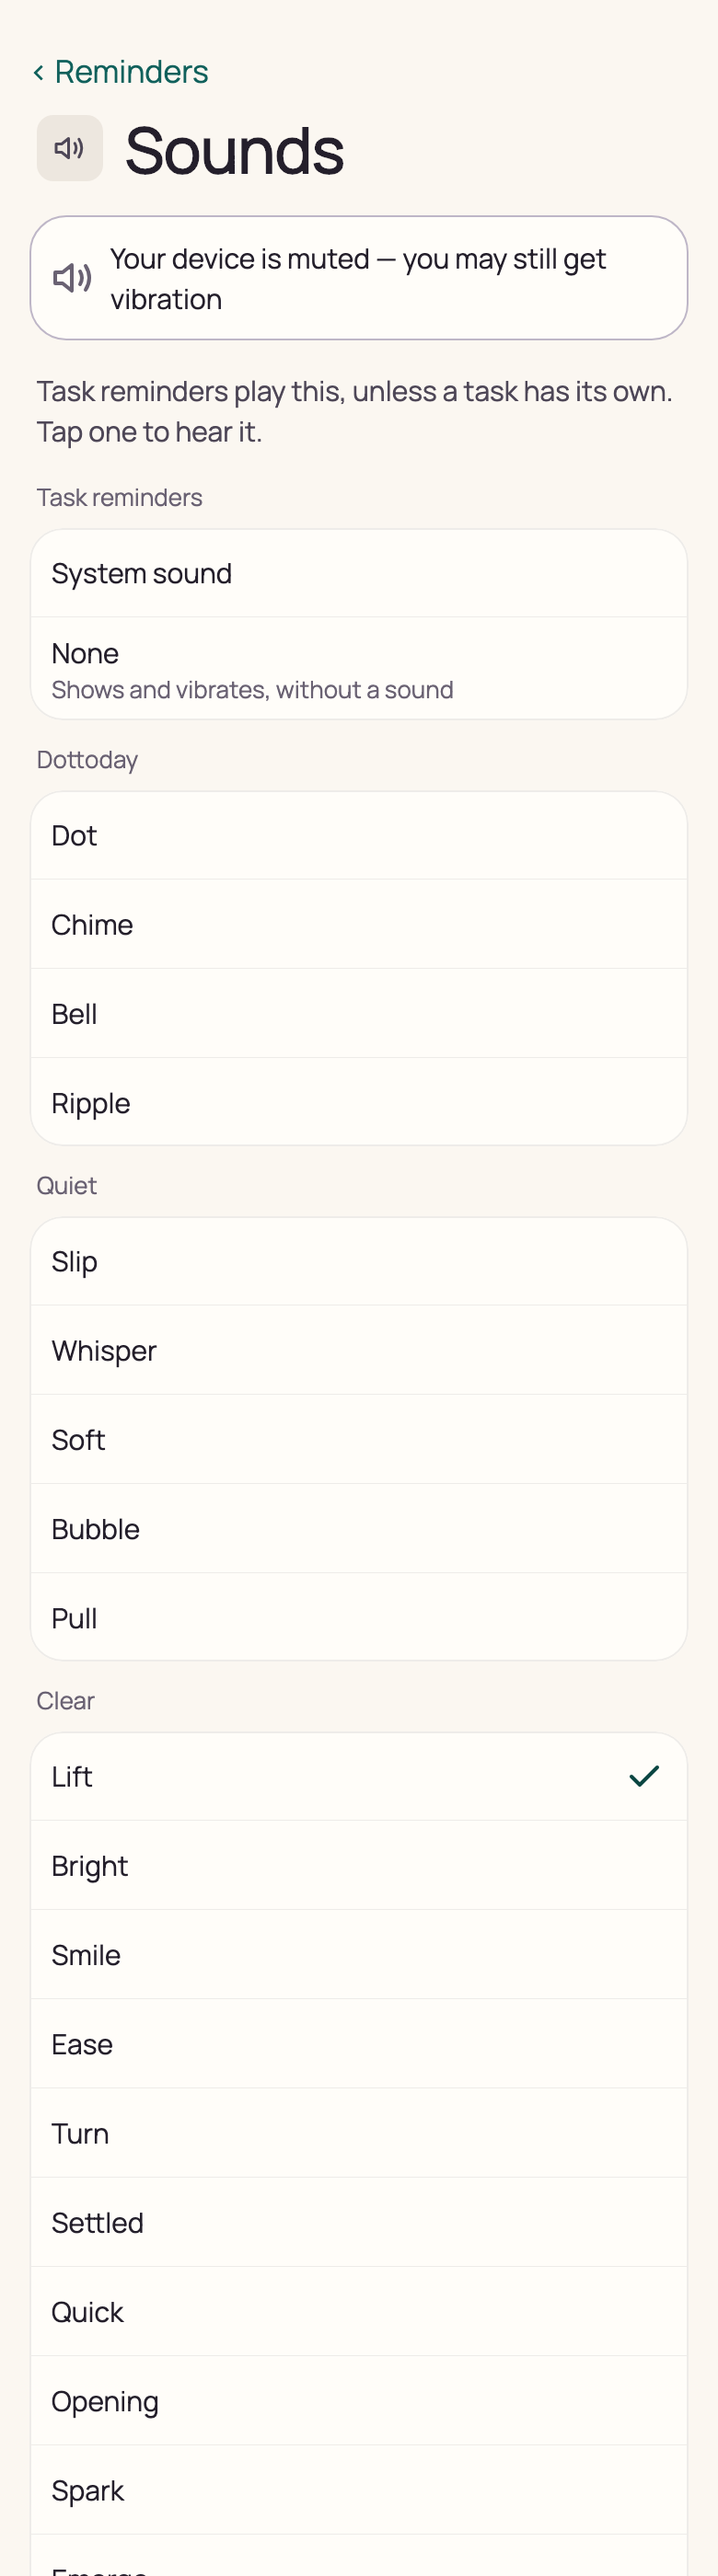 Reminders
Sounds
Your device is muted — you may still get
vibration
Task reminders play this, unless a task has its own.
Tap one to hear it.
Task reminders
System sound
None
Shows and vibrates, without a sound
Dottoday
Dot
Chime
Bell
Ripple
Quiet
Slip
Whisper
Soft
Bubble
Pull
Clear
Lift
Bright
Smile
Ease
Turn
Settled
Quick
Opening
Spark